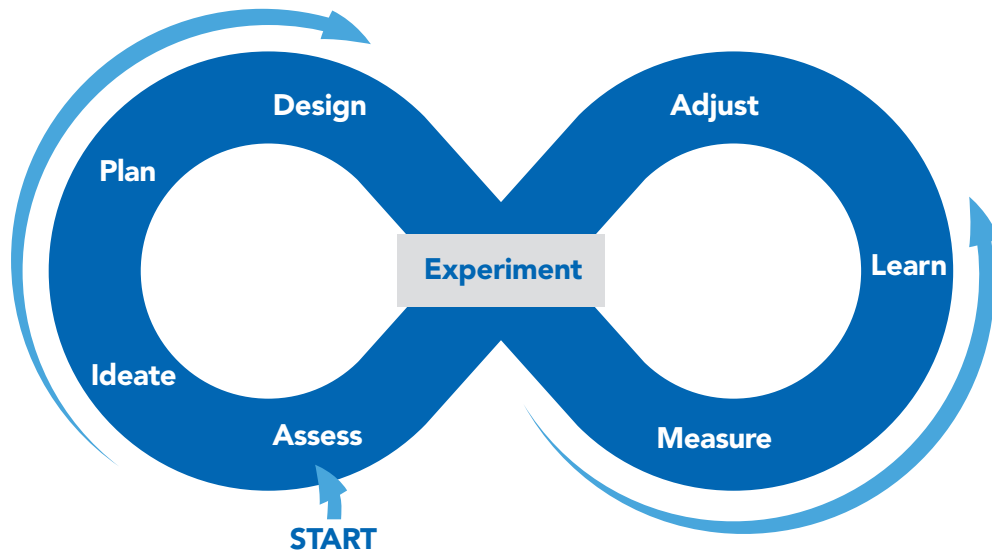 Design
Adjust
Plan
Experiment
Learn
Ideate
Assess
Measure
START